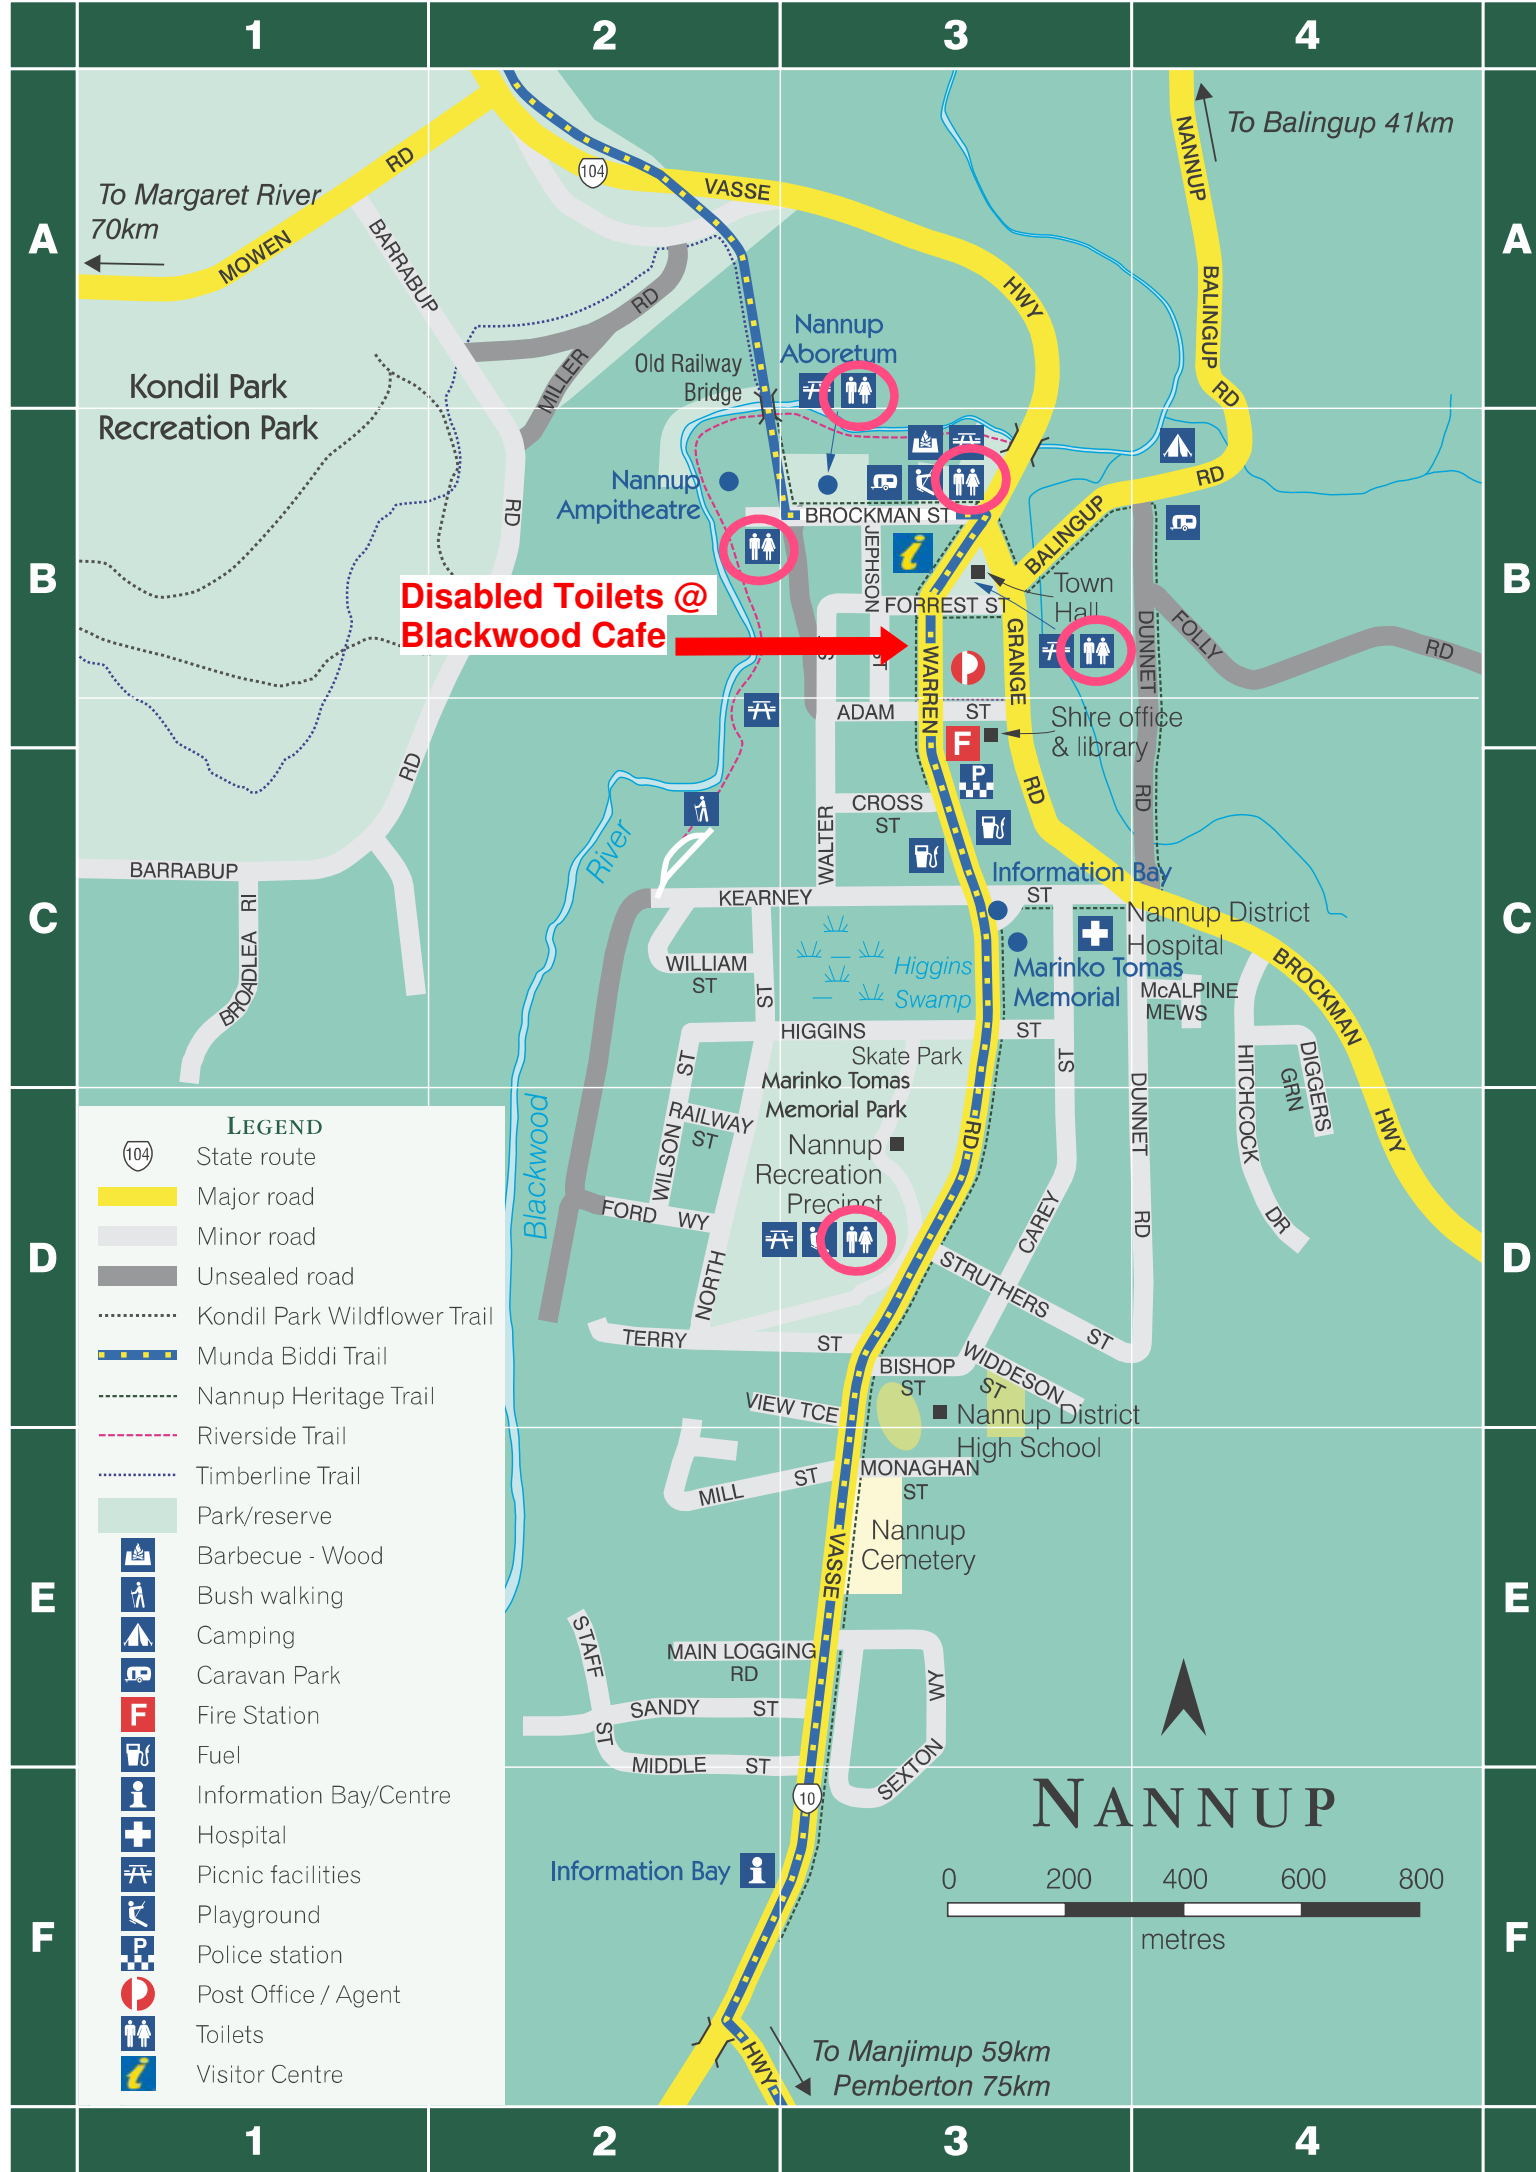 1 2 3 4
A A
B B
C C
D D
E E
F F
1 2 3 4
To Balingup 41km
NANNUP
BALINGUP
RD
RD
BALINGUP
104
VASSE
HWY
To Margaret River
70km
MOWEN
RD
BARRABUP
RD
RD
MILLER
RD
Kondil Park
Recreation Park
Old Railway
Bridge
Nannup
Aboretum
Nannup
Ampitheatre
BROCKMAN ST
JEPHSON
ST
FORREST ST
Town
Hall
Disabled Toilets @
Blackwood Cafe
WARREN
GRANGE
RD
DUNNET
RD
FOLLY
RD
ADAM ST
F
Shire office
& library
P
CROSS
ST
WALTER
River
BARRABUP
BROADLEA RI
KEARNEY ST
Information Bay
Nannup District
Hospital
WILLIAM
ST
ST
Higgins
Swamp
Marinko Tomas
Memorial
McALPINE
MEWS
BROCKMAN
HWY
HIGGINS ST
ST
Skate Park
Marinko Tomas
Memorial Park
HITCHCOCK
DR
DIGGERS
GRN
Blackwood
WILSON ST
RAILWAY
ST
Nannup
Recreation
Precinct
RD
DUNNET
RD
CAREY
FORD WY
NORTH
STRUTHERS
ST
TERRY ST
BISHOP
ST
WIDDESON
ST
VIEW TCE
Nannup District
High School
MILL ST
MONAGHAN
ST
Nannup
Cemetery
VASSE
STAFF
ST
MAIN LOGGING
RD
SANDY ST
MIDDLE ST
SEXTON
WY
10
Information Bay
HWY
To Manjimup 59km
Pemberton 75km
NANNUP
0 200 400 600 800
metres
LEGEND
104 State route
Major road
Minor road
Unsealed road
Kondil Park Wildflower Trail
Munda Biddi Trail
Nannup Heritage Trail
Riverside Trail
Timberline Trail
Park/reserve
Barbecue - Wood
Bush walking
Camping
Caravan Park
F Fire Station
Fuel
i Information Bay/Centre
Hospital
Picnic facilities
Playground
P Police station
Post Office / Agent
Toilets
i Visitor Centre